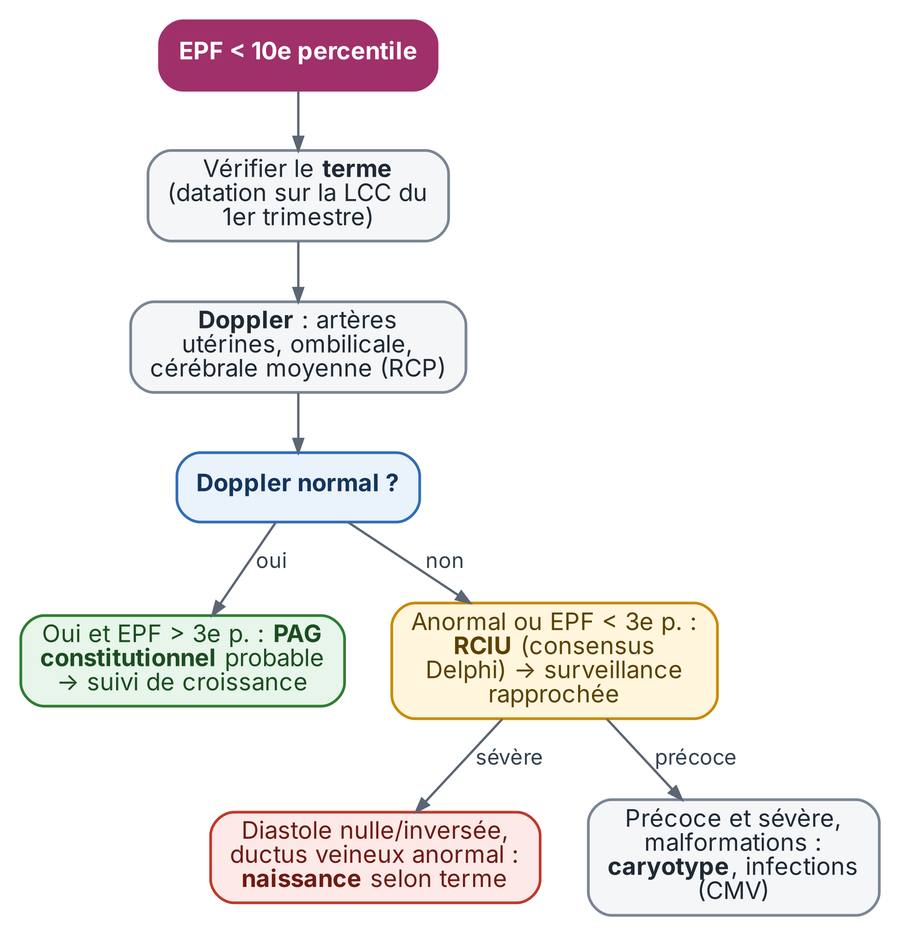 EPF < 10e percentile
Vérifier le terme
(datation sur la LCC du
1er trimestre)
Doppler : artères
utérines, ombilicale,
cérébrale moyenne (RCP)
Doppler normal ?
oui
non
Oui et EPF > 3e p. : PAG
constitutionnel probable
→ suivi de croissance
Anormal ou EPF < 3e p. :
RCIU (consensus
Delphi) → surveillance
rapprochée
sévère
précoce
Diastole nulle/inversée,
ductus veineux anormal :
naissance selon terme
Précoce et sévère,
malformations :
caryotype, infections
(CMV)